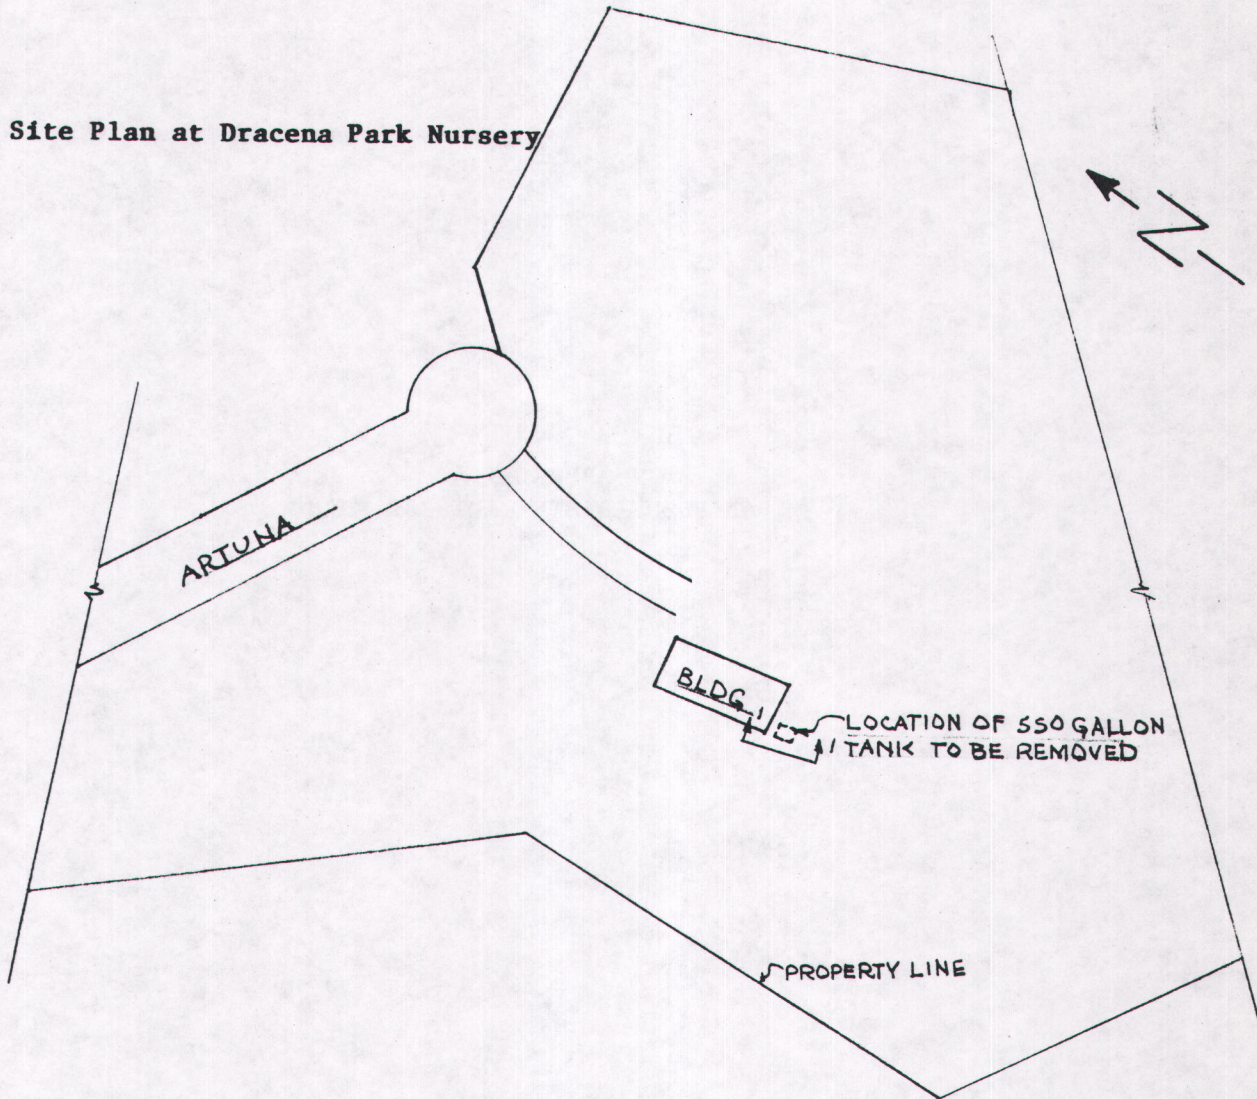 Site Plan at Dracena Park Nursery
ARTUNA
BLDG. 1
LOCATION OF 550 GALLON
TANK TO BE REMOVED
1
PROPERTY LINE